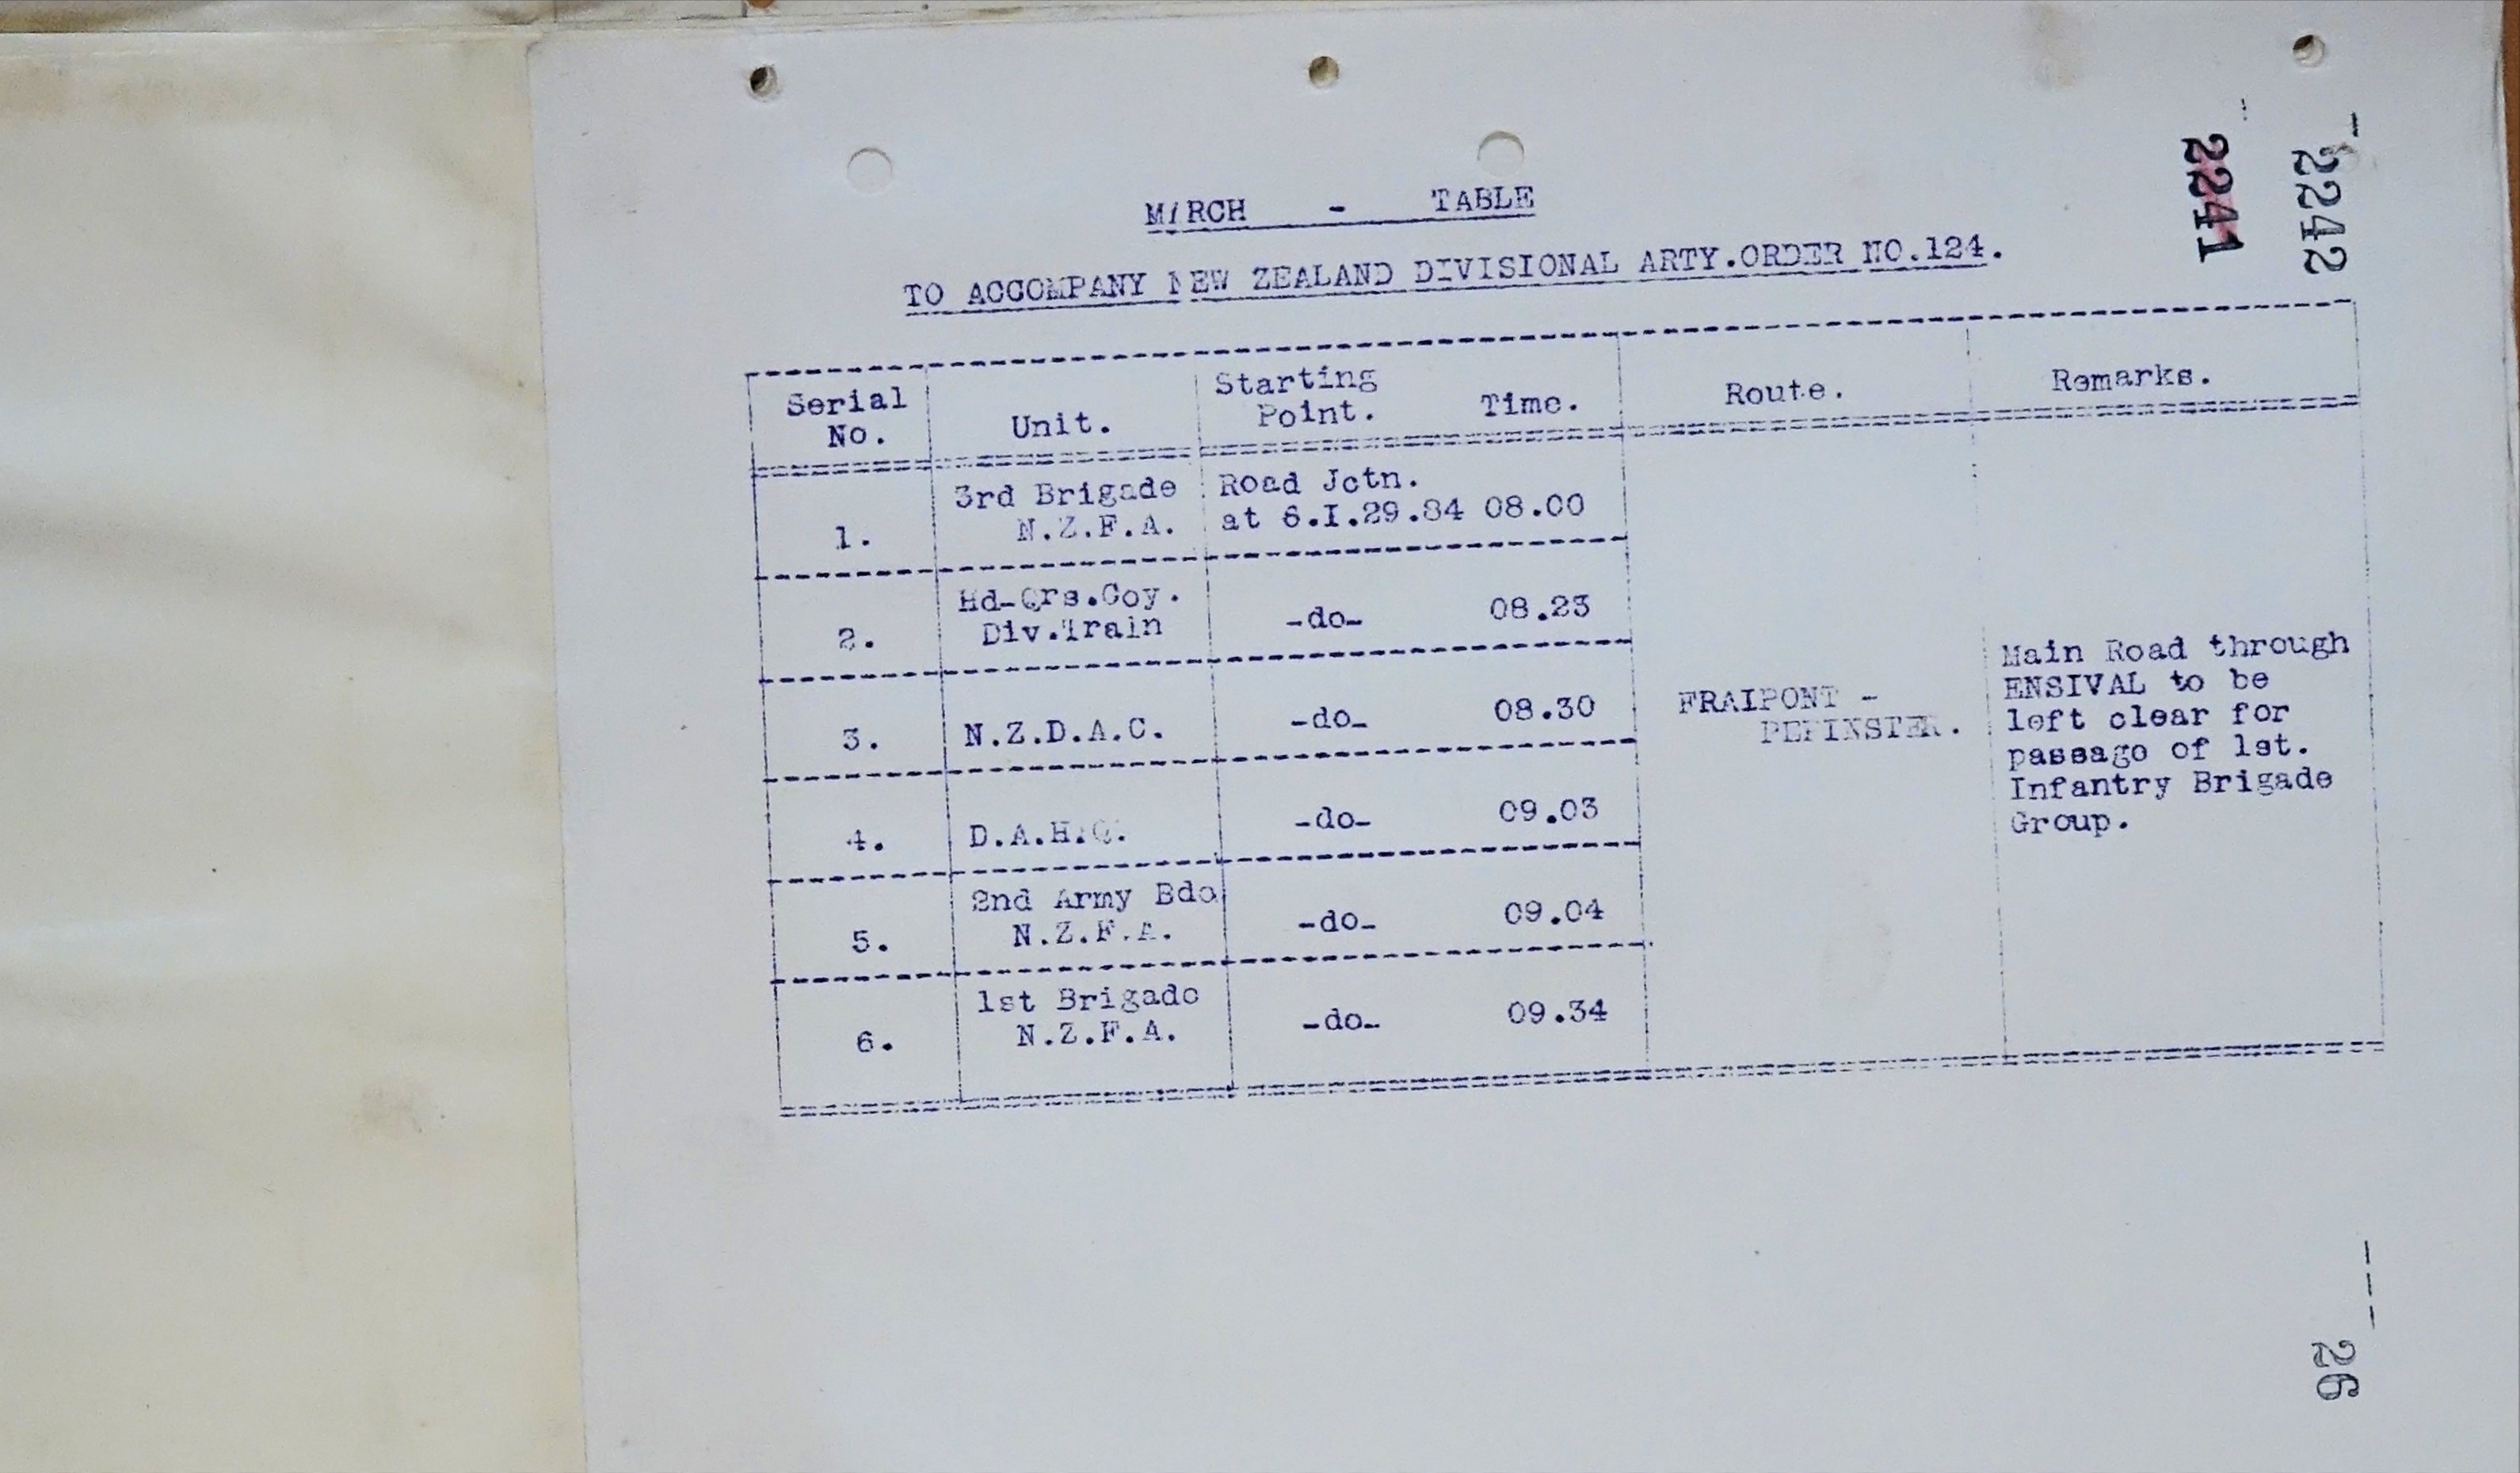 2241
2242
MARCH - TABLE
TO ACCOMPANY NEW ZEALAND DIVISIONAL ARTY.ORDER NO.124.
Serial No. Unit. Starting Point. Time. Route. Remarks.
1. 3rd Brigade N.Z.F.A. Road Jctn. at 6.I.29.84 08.00
2. Hd-Qrs.Coy. Div.Train -do- 08.23
3. N.Z.D.A.C. -do- 08.30
4. D.A.H.Q. -do- 09.03
5. 2nd Army Bde N.Z.F.A. -do- 09.04
6. 1st Brigade N.Z.F.A. -do- 09.34
FRAIPONT -
PEPINSTER.
Main Road through
ENSIVAL to be
left clear for
passage of 1st.
Infantry Brigade
Group.
26